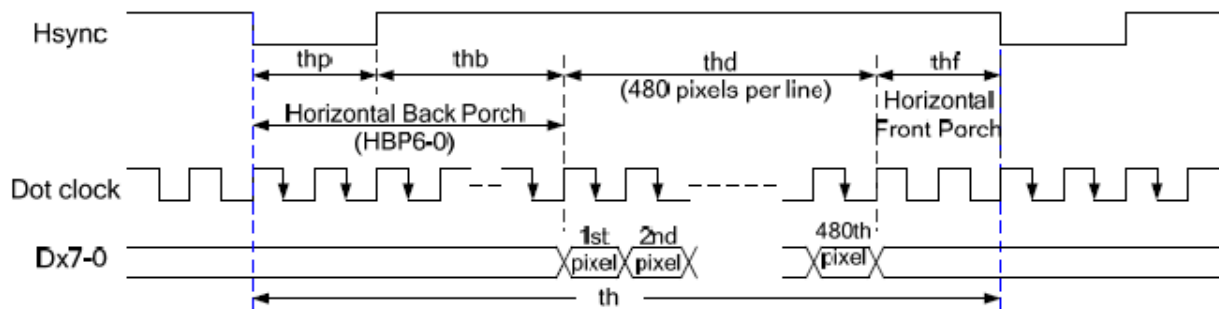 Hsync
thp thb thd thf
(480 pixels per line)
Horizontal Back Porch
(HBP6-0)
Horizontal
Front Porch
Dot clock
Dx7-0
1st
pixel
2nd
pixel
480th
pixel
th